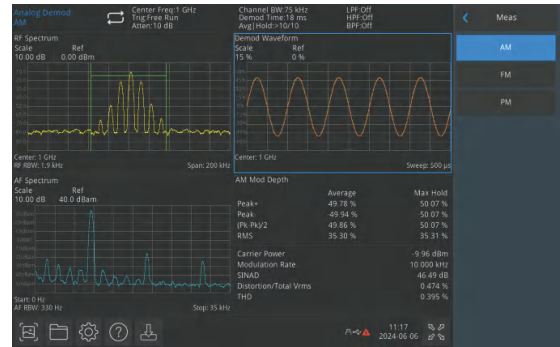 Analog Demod
AM
Center Freq:1 GHz
Trig:Free Run
Atten:10 dB
Channel BW:75 kHz
Demod Time:18 ms
Avg|Hold:>10/10
LPF:Off
HPF:Off
BPF:Off
Meas
RF Spectrum
Scale Ref
10.00 dB 0.00 dBm
Center: 1 GHz
RF RBW: 1.9 kHz Span: 200 kHz
Demod Waveform
Scale Ref
15 % 0 %
Center: 1 GHz
Sweep: 500 μs
AM
FM
PM
AF Spectrum
Scale Ref
10.00 dB 40.0 dBam
Start: 0 Hz
AF RBW: 330 Hz Stop: 35 kHz
AM Mod Depth
Average Max Hold
Peak+ 49.78 % 50.07 %
Peak- -49.94 % 50.07 %
(Pk-Pk)/2 49.86 % 50.07 %
RMS 35.30 % 35.31 %
Carrier Power -9.96 dBm
Modulation Rate 10.000 kHz
SINAD 46.49 dB
Distortion/Total Vrms 0.474 %
THD 0.395 %
11:17
2024-06-06